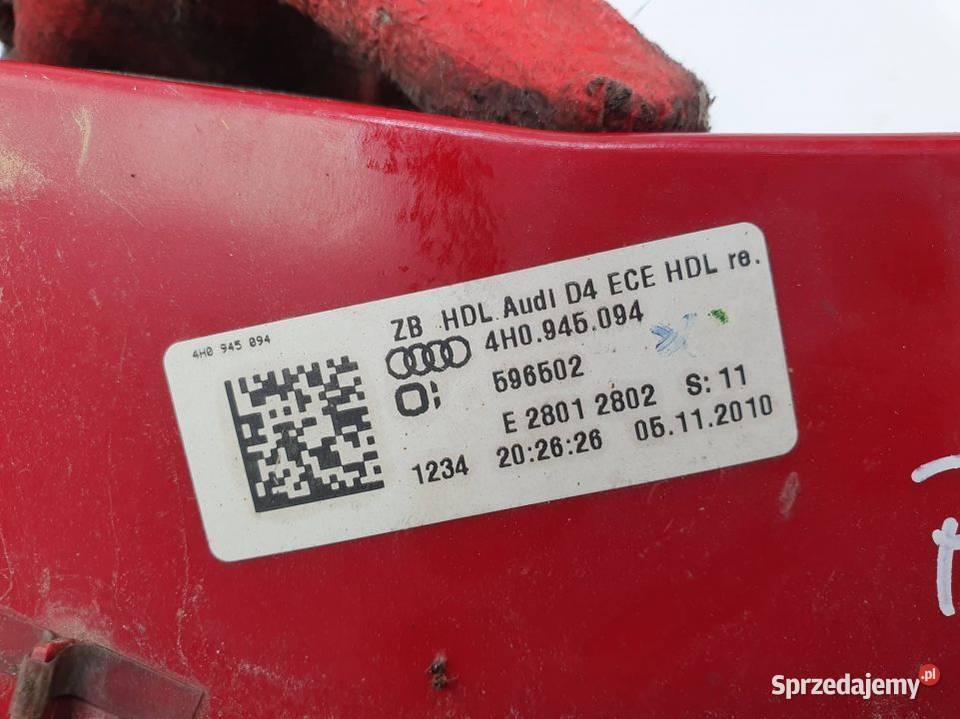 ZB HDL Audi D4 ECE HDL re.
4H0 945 094
4H0.945.094
596502
E 2801 2802 S: 11
1234 20:26:26 05.11.2010
Sprzedajemy.pl